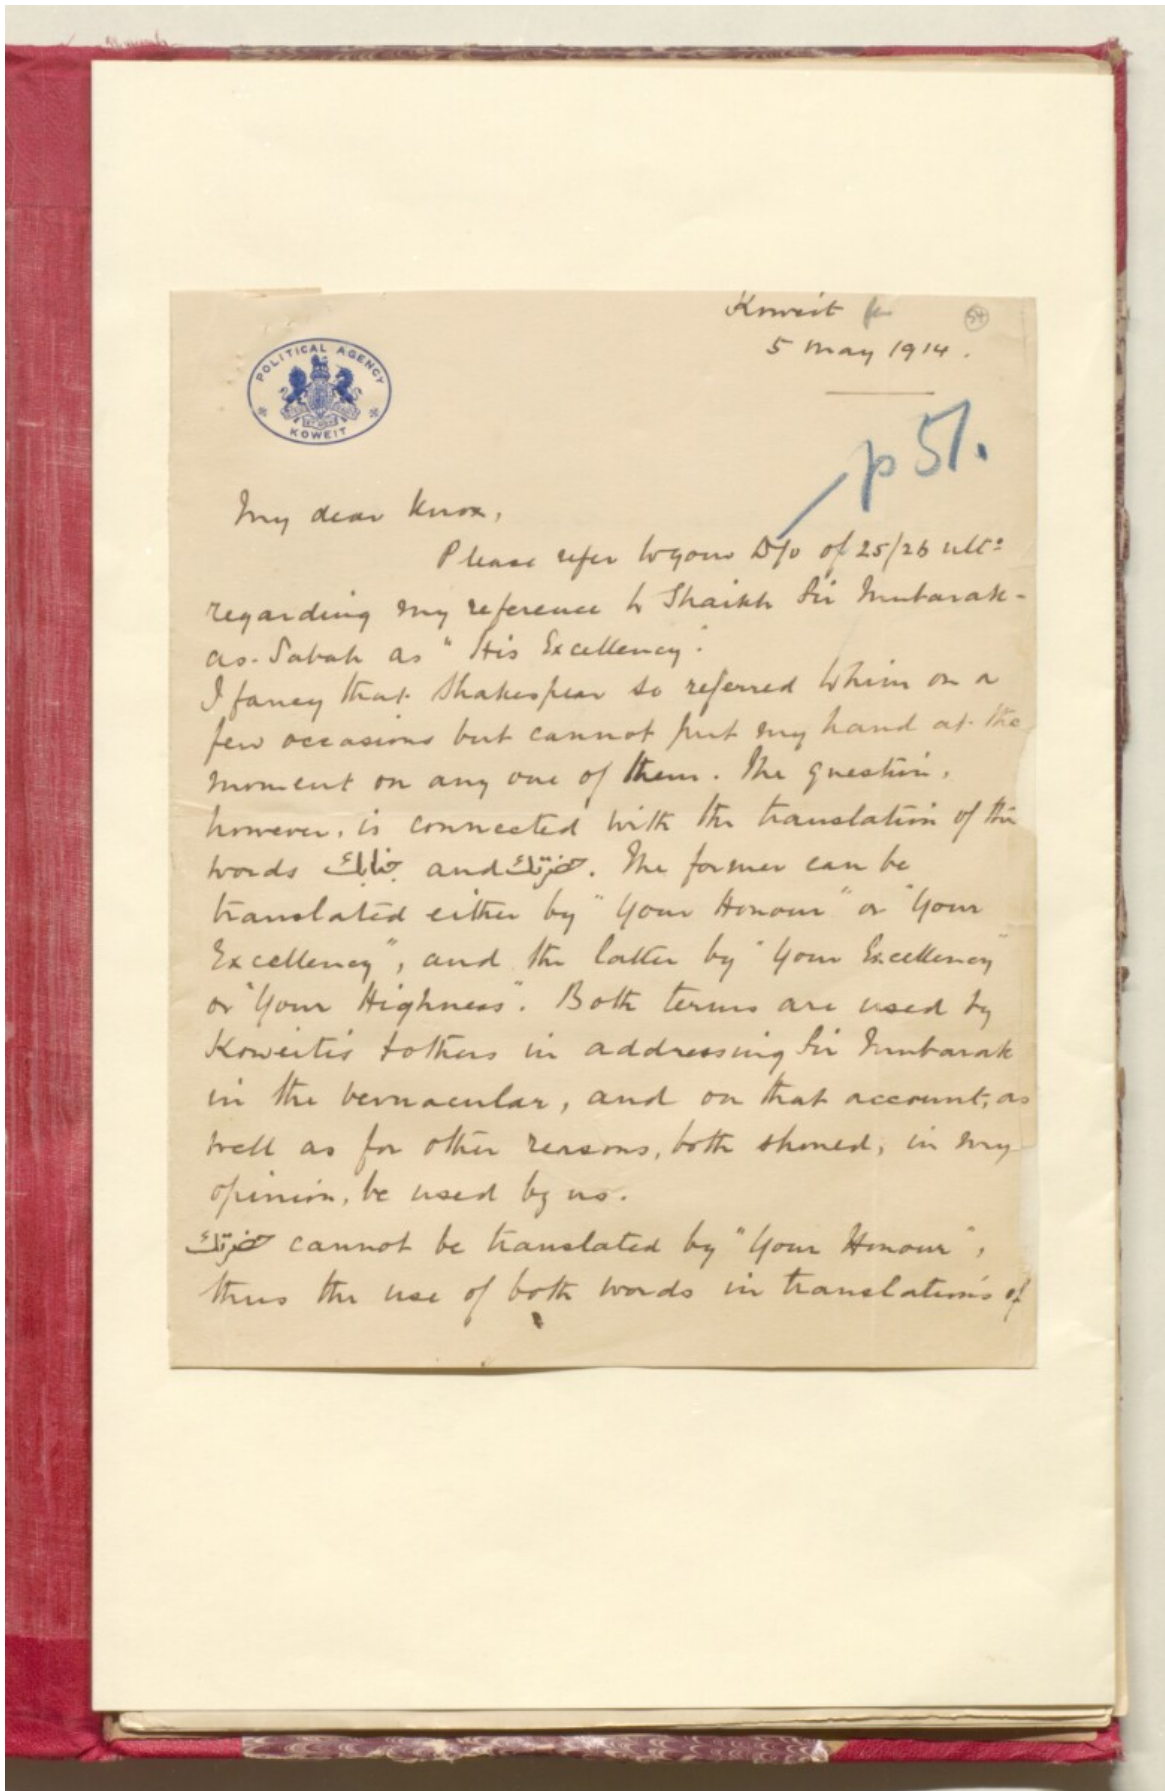 Koweit
54
5 May 1914.
POLITICAL AGENCY
KOWEIT
p 57.
My dear Knox,
Please refer to your D/O of 25/26 ulto
regarding my reference to Shaikh Sir Mubarak-
as-Sabah as "His Excellency".
I fancy that Shakespear so referred to him on a
few occasions but cannot put my hand at the
moment on any one of them. The question,
however, is connected with the translation of the
words جنابك and حضرتك. The former can be
translated either by "Your Honour" or "Your
Excellency", and the latter by "Your Excellency"
or "Your Highness". Both terms are used by
Koweitis & others in addressing Sir Mubarak
in the vernacular, and on that account, as
well as for other reasons, both should, in my
opinion, be used by us.
حضرتك cannot be translated by "Your Honour",
thus the use of both words in translations of